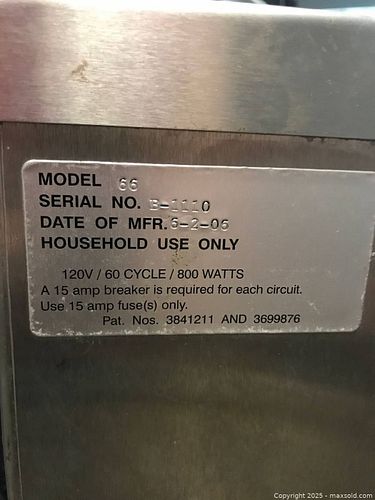 MODEL 66
SERIAL NO. B-1110
DATE OF MFR. 6-2-06
HOUSEHOLD USE ONLY
120V / 60 CYCLE / 800 WATTS
A 15 amp breaker is required for each circuit.
Use 15 amp fuse(s) only.
Pat. Nos. 3841211 AND 3699876
Copyright 2025 - maxsold.com